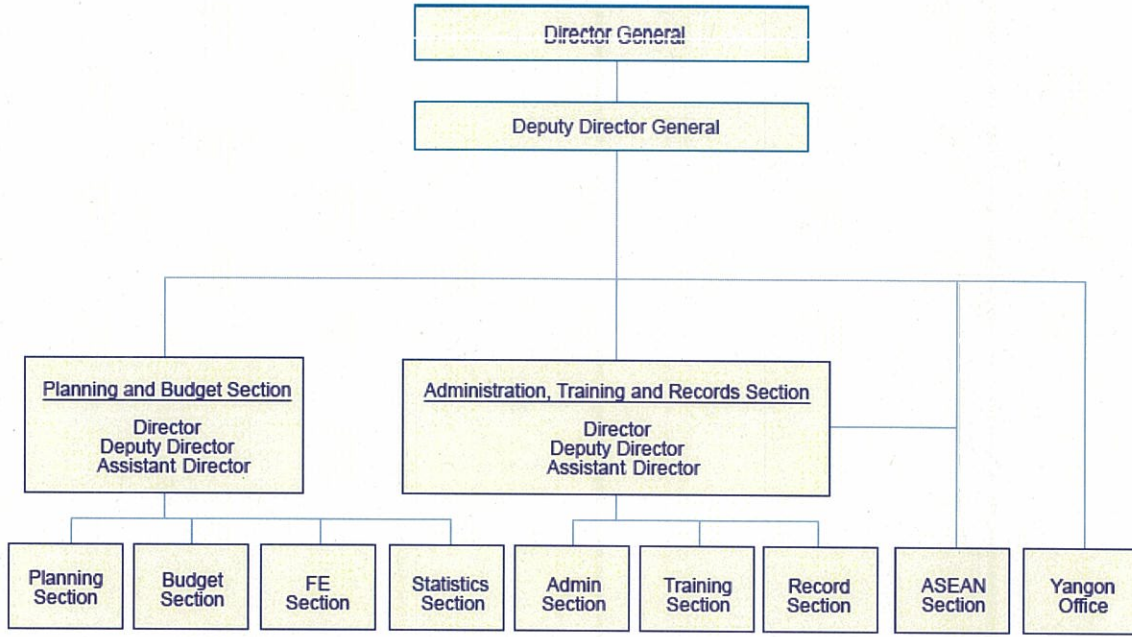 Director General
Deputy Director General
Planning and Budget Section
Director
Deputy Director
Assistant Director
Administration, Training and Records Section
Director
Deputy Director
Assistant Director
Planning
Section
Budget
Section
FE
Section
Statistics
Section
Admin
Section
Training
Section
Record
Section
ASEAN
Section
Yangon
Office